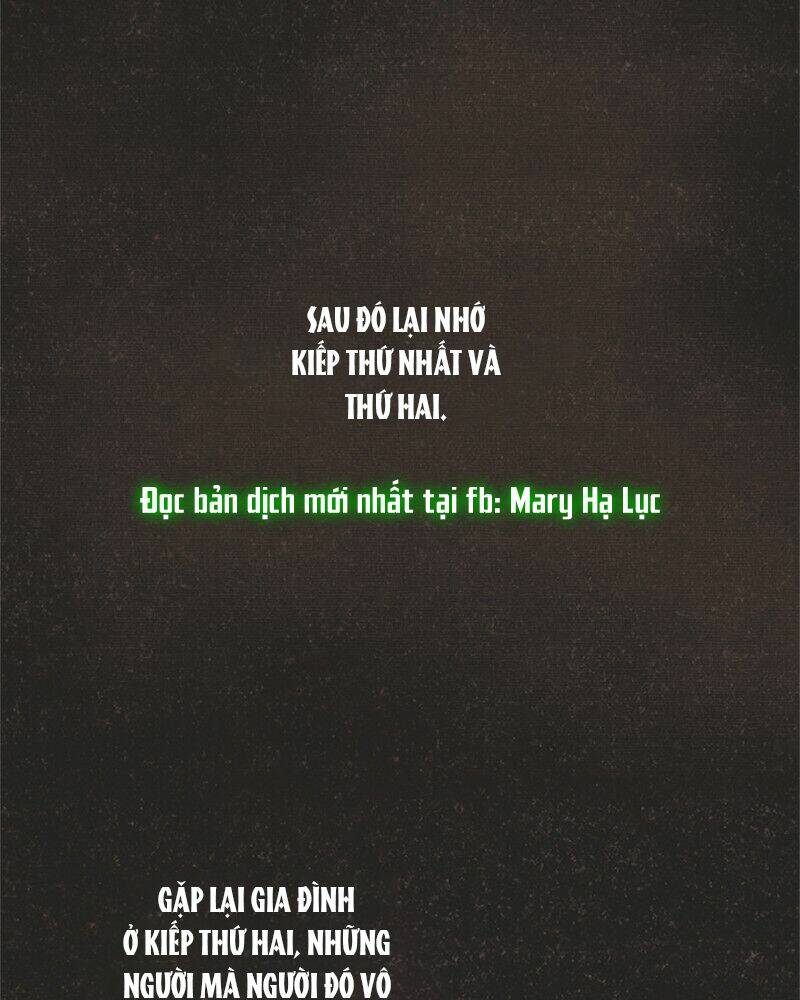 SAU ĐÓ LẠI NHỚ
KIẾP THỨ NHẤT VÀ
THỨ HAI.
Đọc bản dịch mới nhất tại fb: Mary Hạ Lục
GẶP LẠI GIA ĐÌNH
Ở KIẾP THỨ HAI, NHỮNG
NGƯỜI MÀ NGƯỜI ĐÓ VÔ